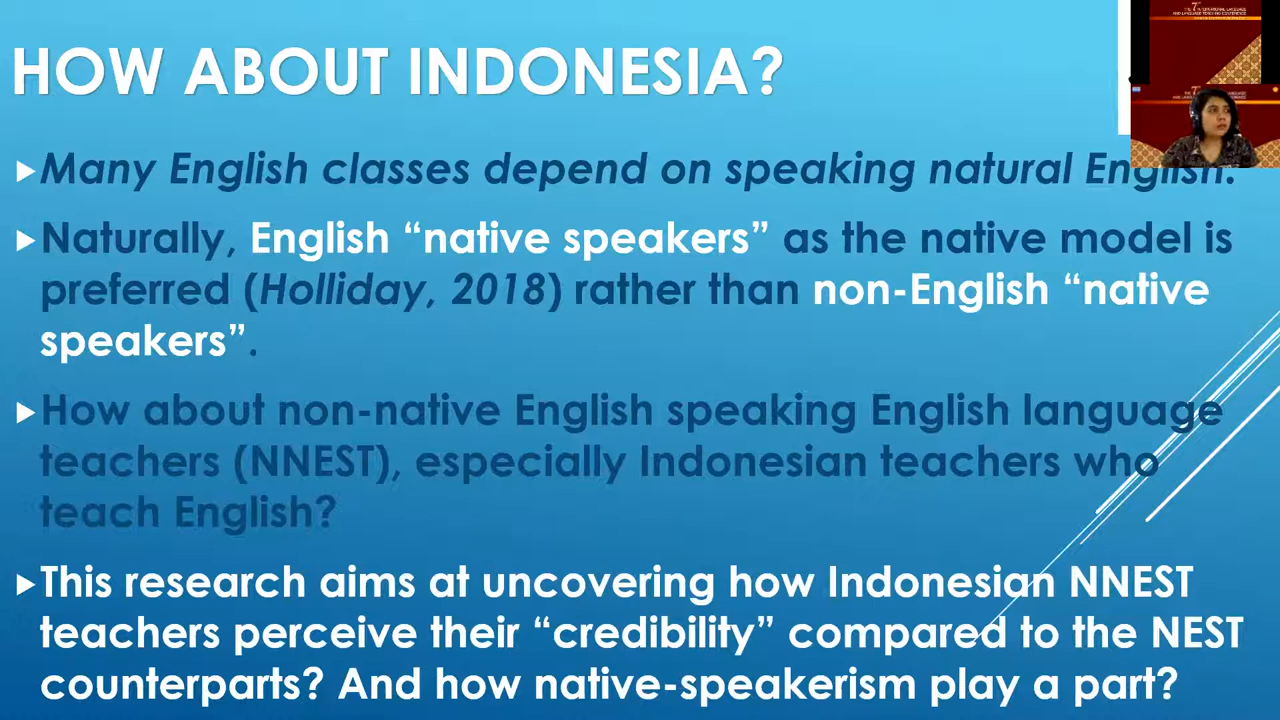 HOW ABOUT INDONESIA?
Many English classes depend on speaking natural English.
Naturally, English “native speakers” as the native model is
preferred (Holliday, 2018) rather than non-English “native
speakers”.
How about non-native English speaking English language
teachers (NNEST), especially Indonesian teachers who
teach English?
This research aims at uncovering how Indonesian NNEST
teachers perceive their “credibility” compared to the NEST
counterparts? And how native-speakerism play a part?